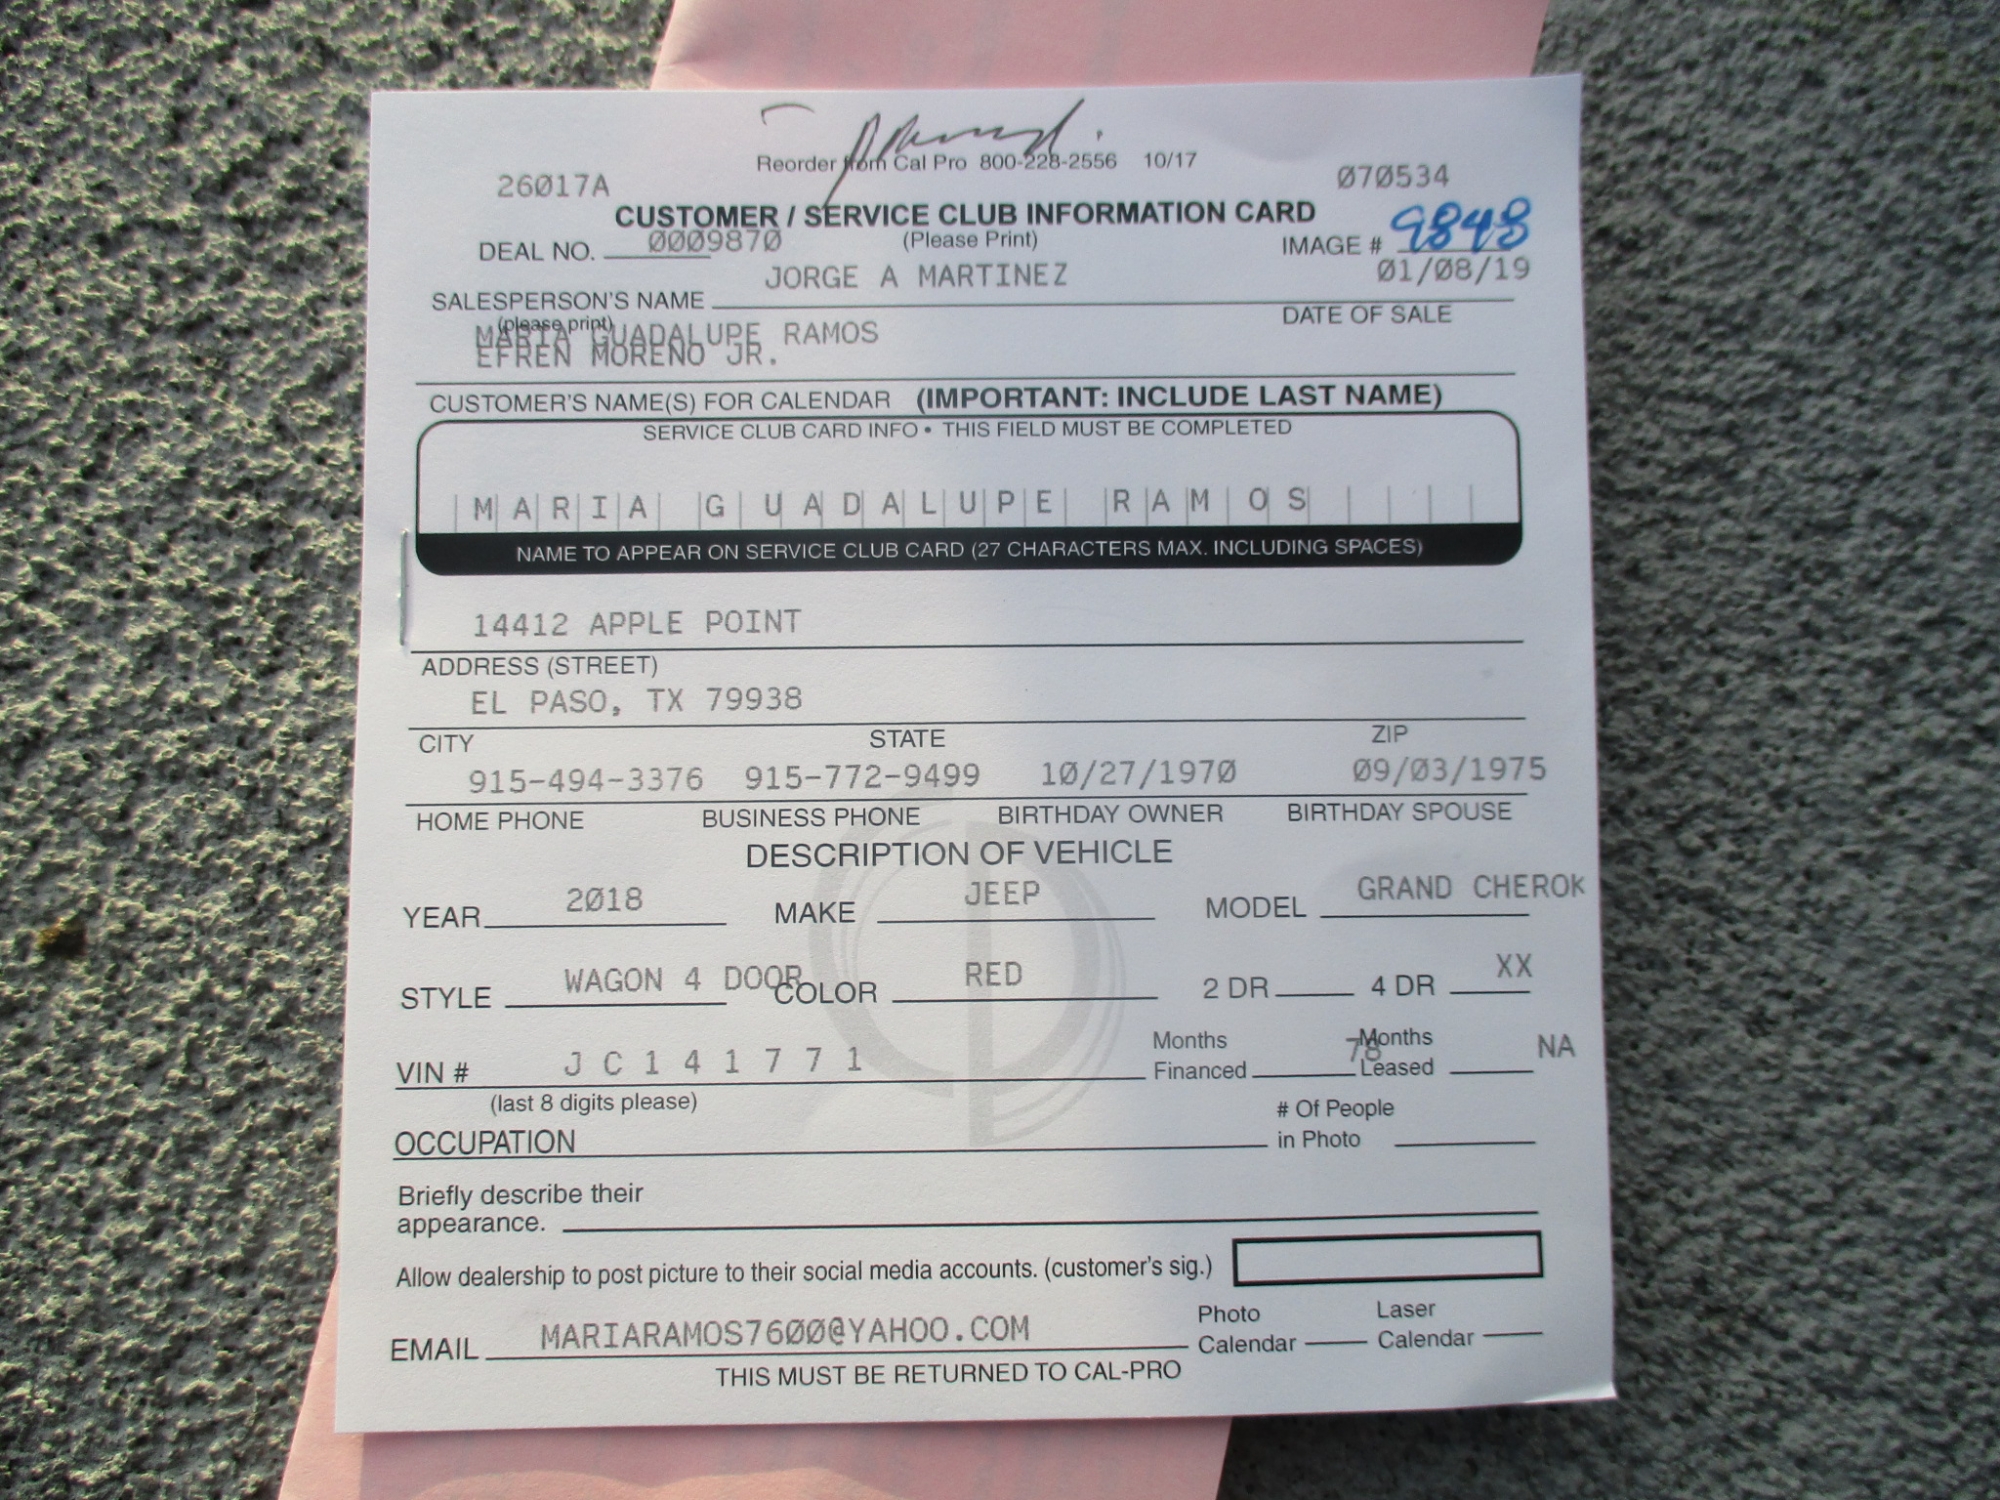 Reorder from Cal Pro 800-228-2556 10/17
26017A 070534
CUSTOMER / SERVICE CLUB INFORMATION CARD
DEAL NO. 0009870 (Please Print) IMAGE # 9848
JORGE A MARTINEZ 01/08/19
SALESPERSON'S NAME DATE OF SALE
(please print)
MARIA GUADALUPE RAMOS
EFREN MORENO JR.
CUSTOMER'S NAME(S) FOR CALENDAR (IMPORTANT: INCLUDE LAST NAME)
SERVICE CLUB CARD INFO • THIS FIELD MUST BE COMPLETED
MARIA GUADALUPE RAMOS
NAME TO APPEAR ON SERVICE CLUB CARD (27 CHARACTERS MAX. INCLUDING SPACES)
14412 APPLE POINT
ADDRESS (STREET)
EL PASO, TX 79938
CITY STATE ZIP
915-494-3376 915-772-9499 10/27/1970 09/03/1975
HOME PHONE BUSINESS PHONE BIRTHDAY OWNER BIRTHDAY SPOUSE
DESCRIPTION OF VEHICLE
YEAR 2018 MAKE JEEP MODEL GRAND CHEROK
STYLE WAGON 4 DOOR COLOR RED 2 DR 4 DR XX
VIN # J C 1 4 1 7 7 1 Months Financed 78 Months Leased NA
(last 8 digits please)
OCCUPATION # Of People in Photo
Briefly describe their
appearance.
Allow dealership to post picture to their social media accounts. (customer's sig.)
EMAIL MARIARAMOS7600@YAHOO.COM Photo Calendar Laser Calendar
THIS MUST BE RETURNED TO CAL-PRO